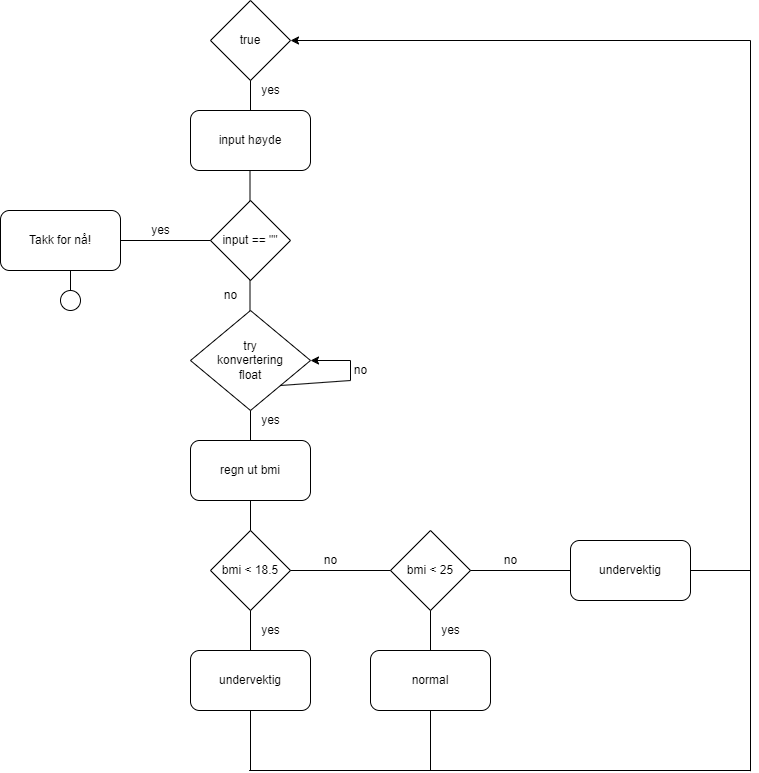 true
yes
input høyde
Takk for nå!
yes
input == ""
no
try
konvertering
float
no
yes
regn ut bmi
bmi < 18.5
no
bmi < 25
no
undervektig
yes
yes
undervektig
normal